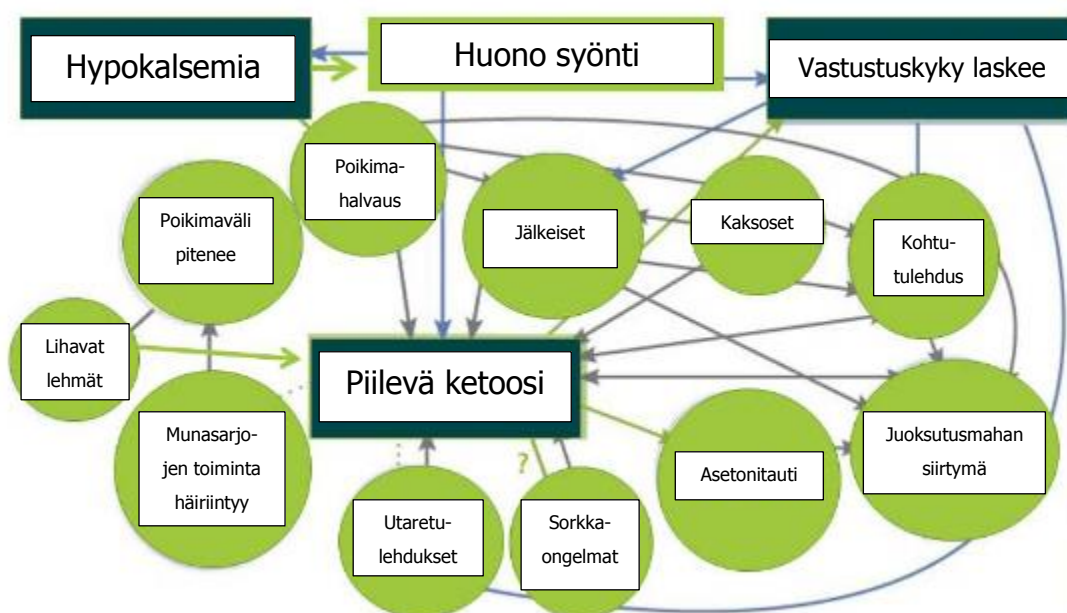 Hypokalsemia
Huono syönti
Vastustuskyky laskee
Poikima-
halvaus
Poikimaväli
pitenee
Jälkeiset
Kaksoset
Kohtu-
tulehdus
Lihavat
lehmät
Piilevä ketoosi
Munasarjo-
jen toiminta
häiriintyy
?
Asetonitauti
Juoksutusmahan
siirtymä
Utaretu-
lehdukset
Sorkka-
ongelmat